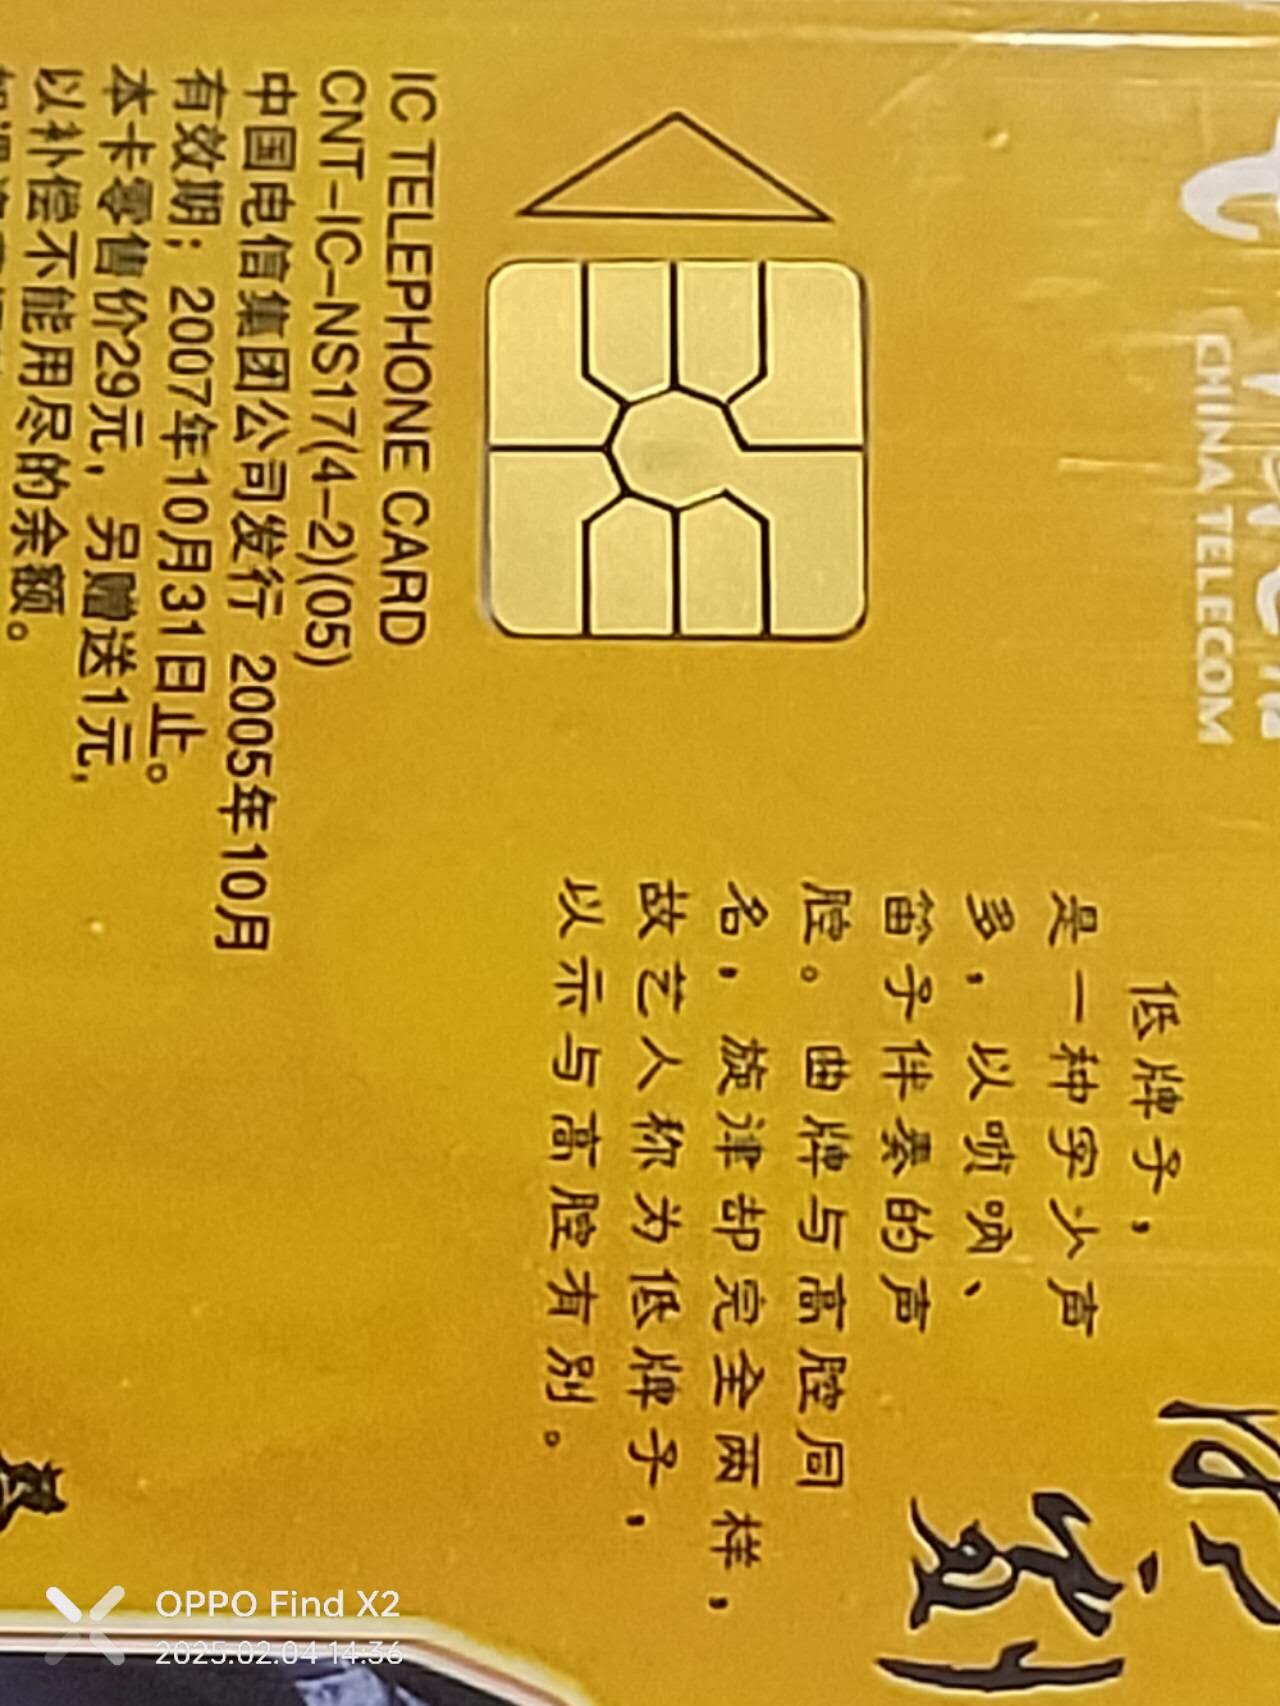 CHINA TELECOM
低牌子，
是一种字少声
多，以唢呐、
笛子伴奏的声
腔。曲牌与高腔同
名，旋律却完全两样，
故艺人称为低牌子，
以示与高腔有别。
IC TELEPHONE CARD
CNT-IC-NS17(4-2)(05)
中国电信集团公司发行 2005年10月
有效期：2007年10月31日止。
本卡零售价29元，另赠送1元，
以补偿不能用尽的余额。
OPPO Find X2
2025.02.04 14:36